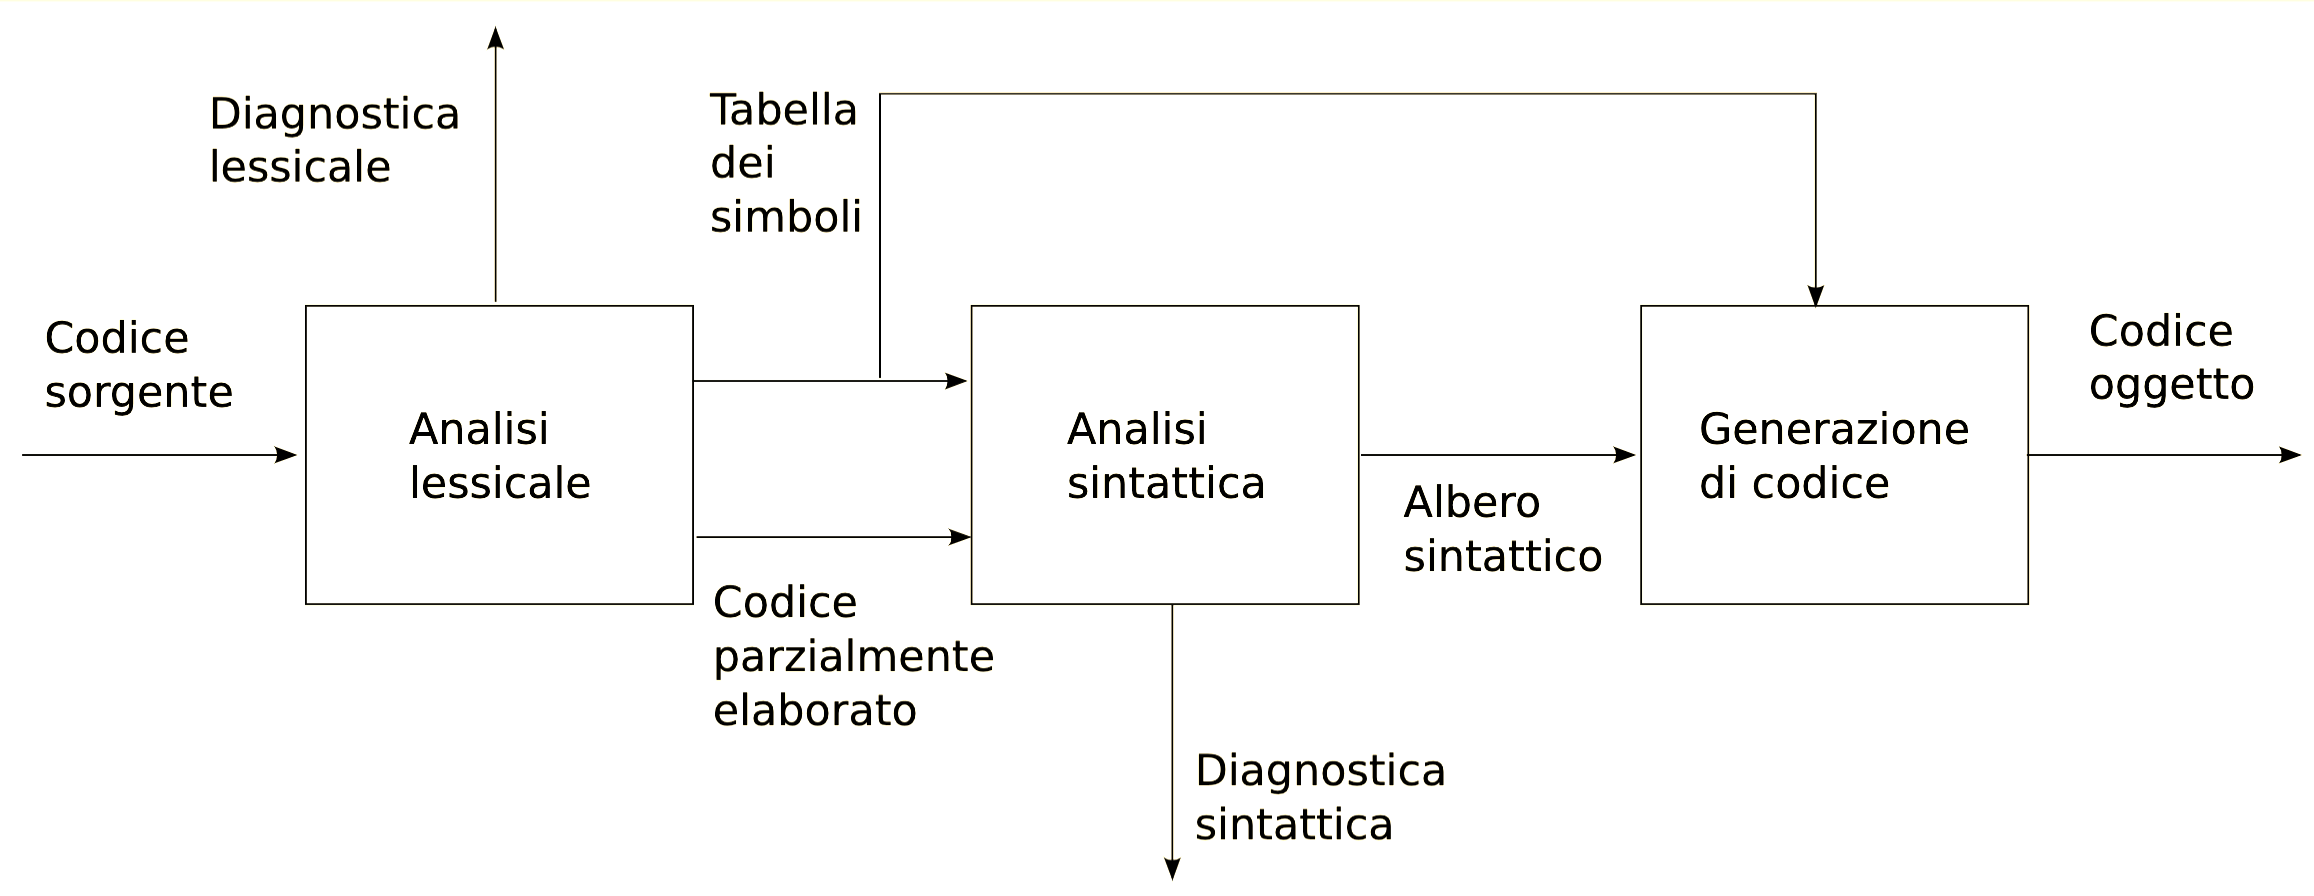 Diagnostica
lessicale
Tabella
dei
simboli
Codice
sorgente
Analisi
lessicale
Codice
parzialmente
elaborato
Analisi
sintattica
Albero
sintattico
Diagnostica
sintattica
Generazione
di codice
Codice
oggetto